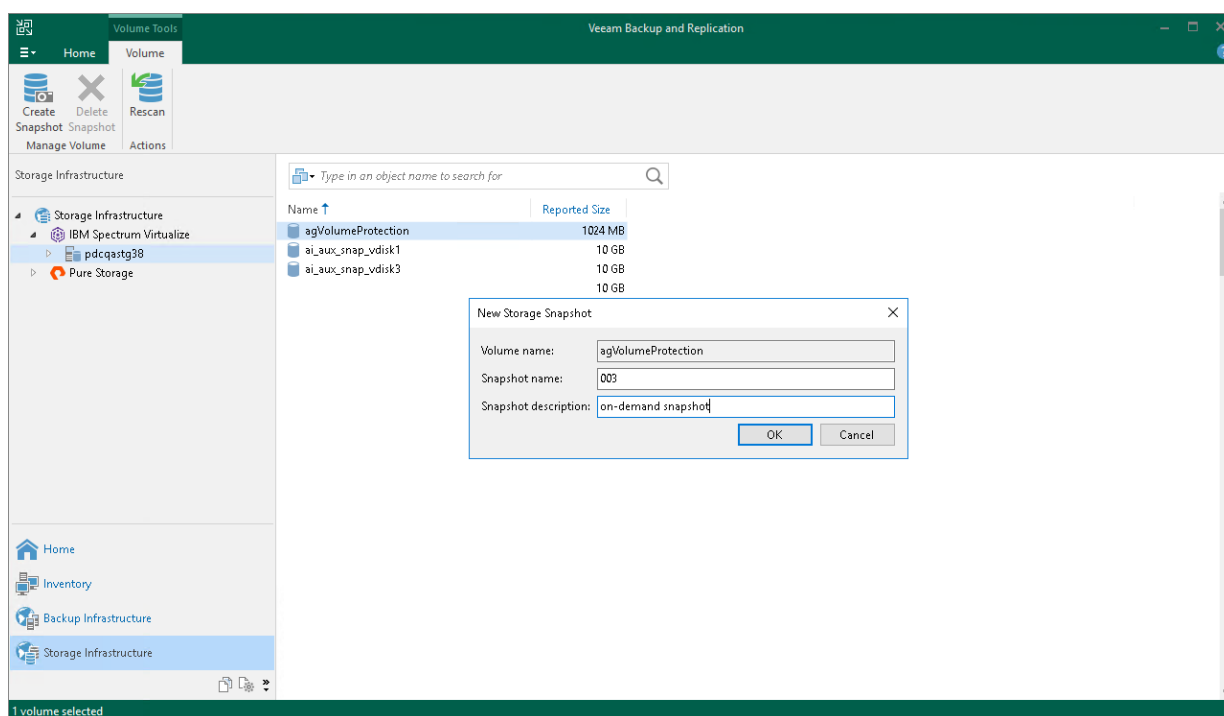 Volume Tools
Veeam Backup and Replication
Home
Volume
Create Snapshot
Delete Snapshot
Rescan
Manage Volume
Actions
Storage Infrastructure
Storage Infrastructure
IBM Spectrum Virtualize
pdcqastg38
Pure Storage
Type in an object name to search for
Name Reported Size
agVolumeProtection 1024 MB
ai_aux_snap_vdisk1 10 GB
ai_aux_snap_vdisk3 10 GB
10 GB
New Storage Snapshot
Volume name: agVolumeProtection
Snapshot name: 003
Snapshot description: on-demand snapshot
OK Cancel
Home
Inventory
Backup Infrastructure
Storage Infrastructure
1 volume selected